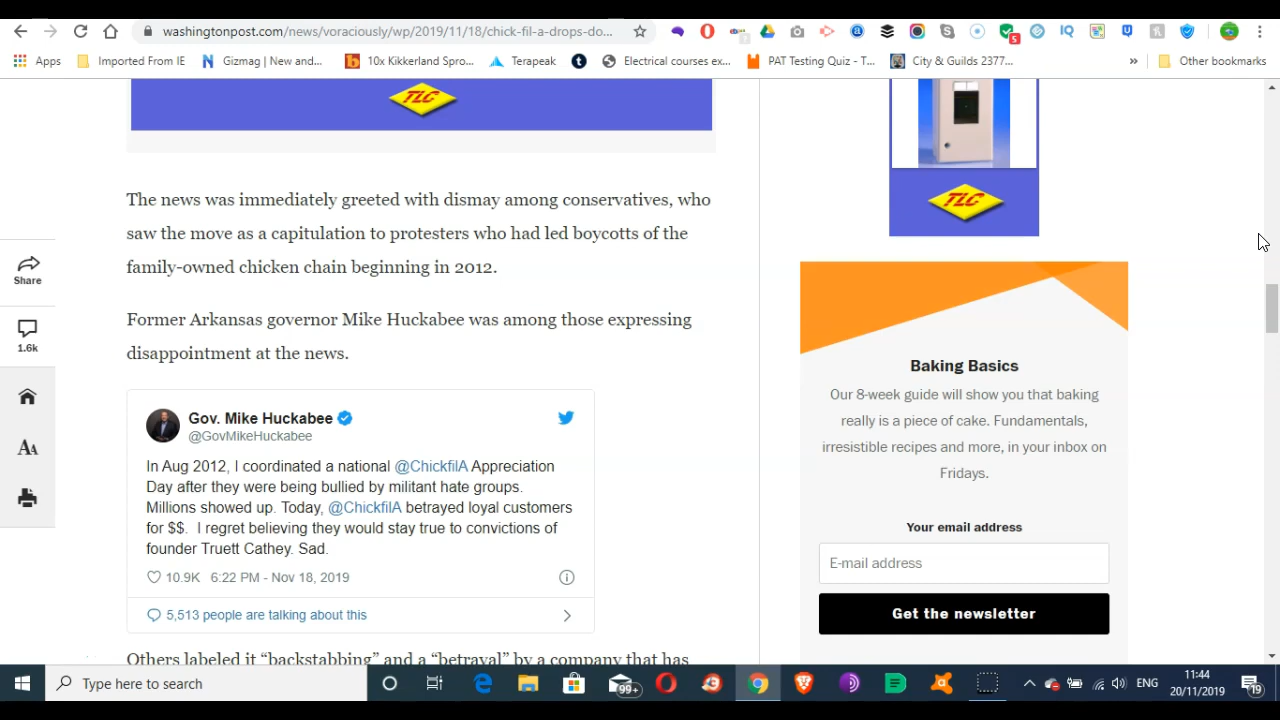 washingtonpost.com/news/voraciously/wp/2019/11/18/chick-fil-a-drops-do...
5
Apps
Imported From IE
Gizmag | New and...
10x Kikkerland Spro...
Terapeak
Electrical courses ex...
PAT Testing Quiz - T...
City & Guilds 2377...
»
Other bookmarks
TLC
TLC
The news was immediately greeted with dismay among conservatives, who
saw the move as a capitulation to protesters who had led boycotts of the
family-owned chicken chain beginning in 2012.
Share
1.6k
AA
Former Arkansas governor Mike Huckabee was among those expressing
disappointment at the news.
Gov. Mike Huckabee
@GovMikeHuckabee
In Aug 2012, I coordinated a national @ChickfilA Appreciation
Day after they were being bullied by militant hate groups.
Millions showed up. Today, @ChickfilA betrayed loyal customers
for $$. I regret believing they would stay true to convictions of
founder Truett Cathey. Sad.
10.9K 6:22 PM - Nov 18, 2019
5,513 people are talking about this
Others labeled it “backstabbing” and a “betrayal” by a company that has
Baking Basics
Our 8-week guide will show you that baking
really is a piece of cake. Fundamentals,
irresistible recipes and more, in your inbox on
Fridays.
Your email address
E-mail address
Get the newsletter
Type here to search
99+
ENG
11:44
20/11/2019
19